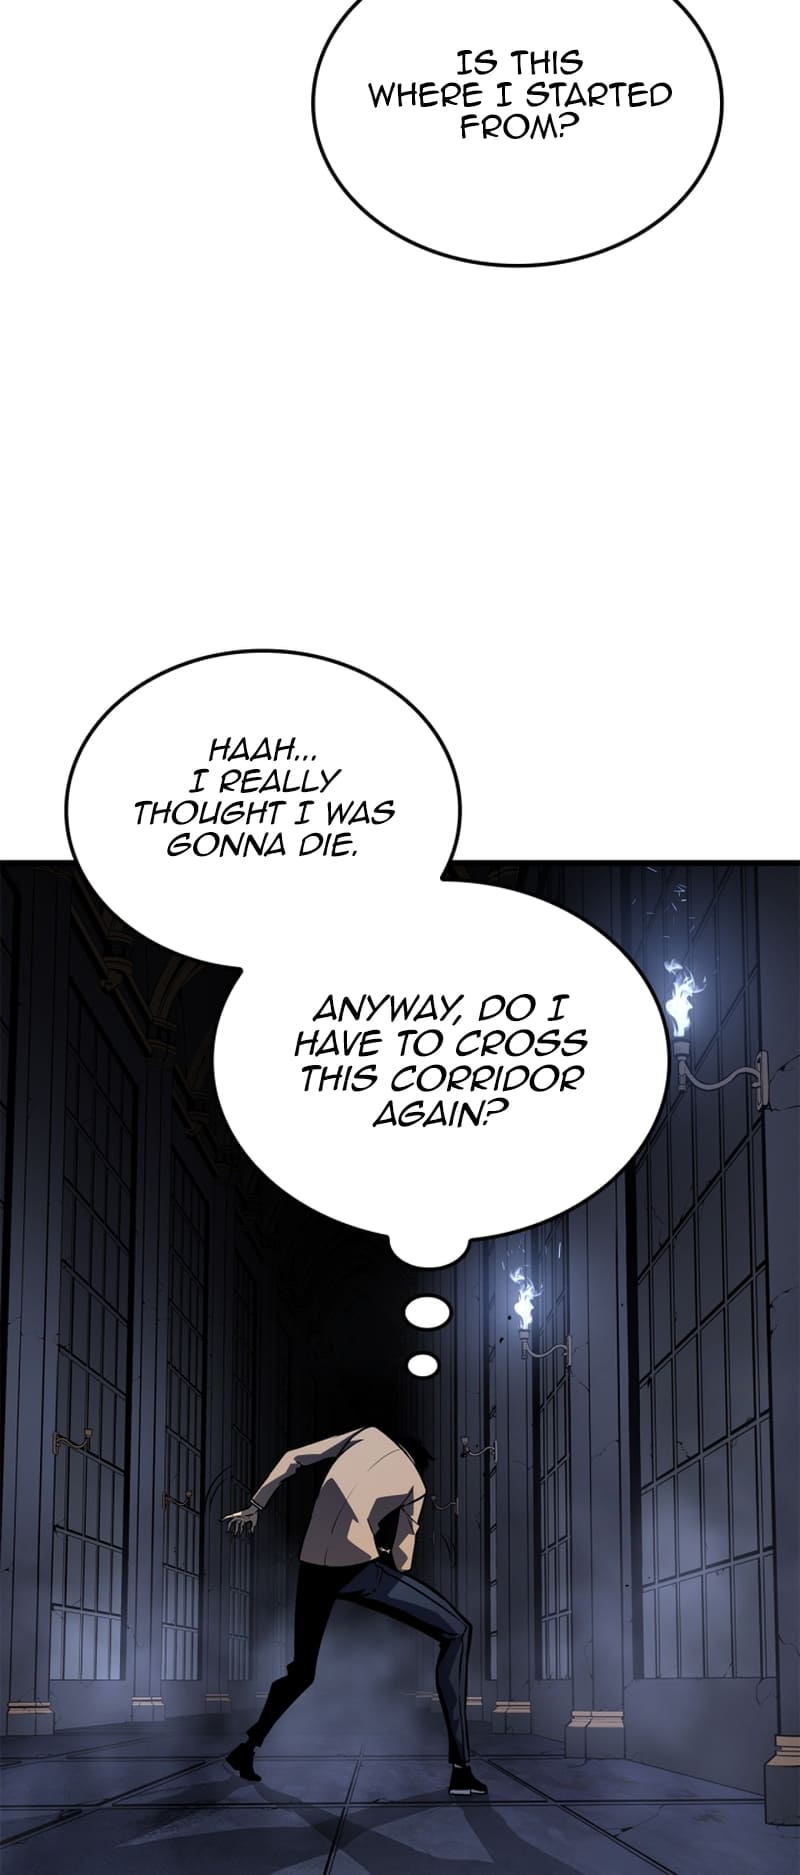 IS THIS
WHERE I STARTED
FROM?
HAAH...
I REALLY
THOUGHT I WAS
GONNA DIE.
ANYWAY, DO I
HAVE TO CROSS
THIS CORRIDOR
AGAIN?